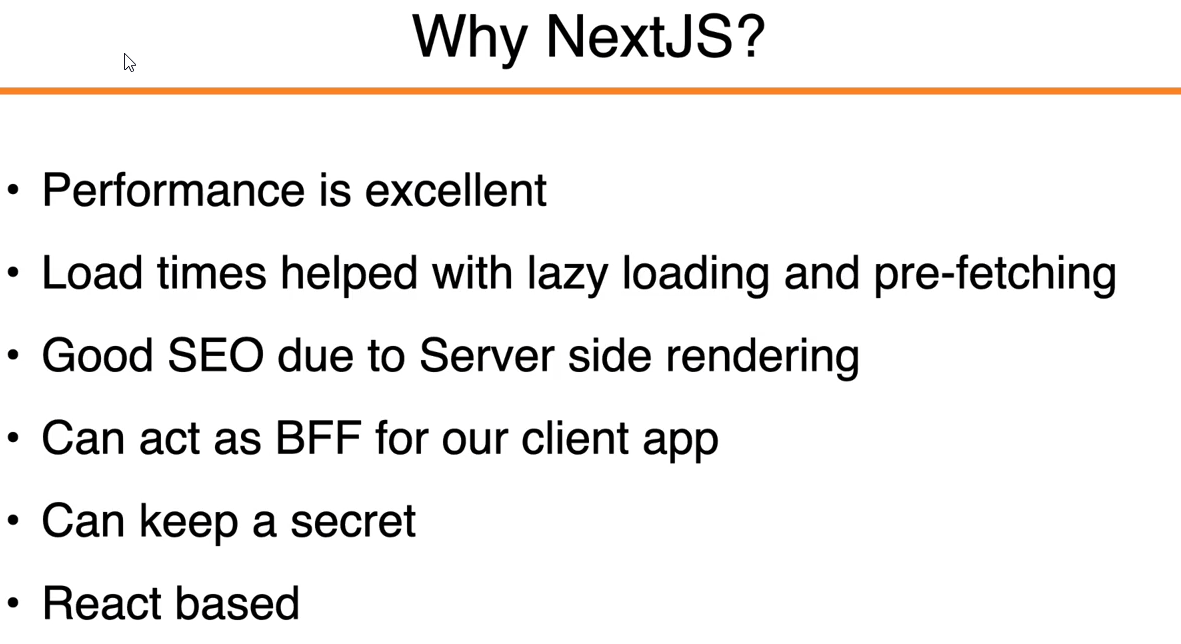 Why NextJS?
• Performance is excellent
• Load times helped with lazy loading and pre-fetching
• Good SEO due to Server side rendering
• Can act as BFF for our client app
• Can keep a secret
• React based